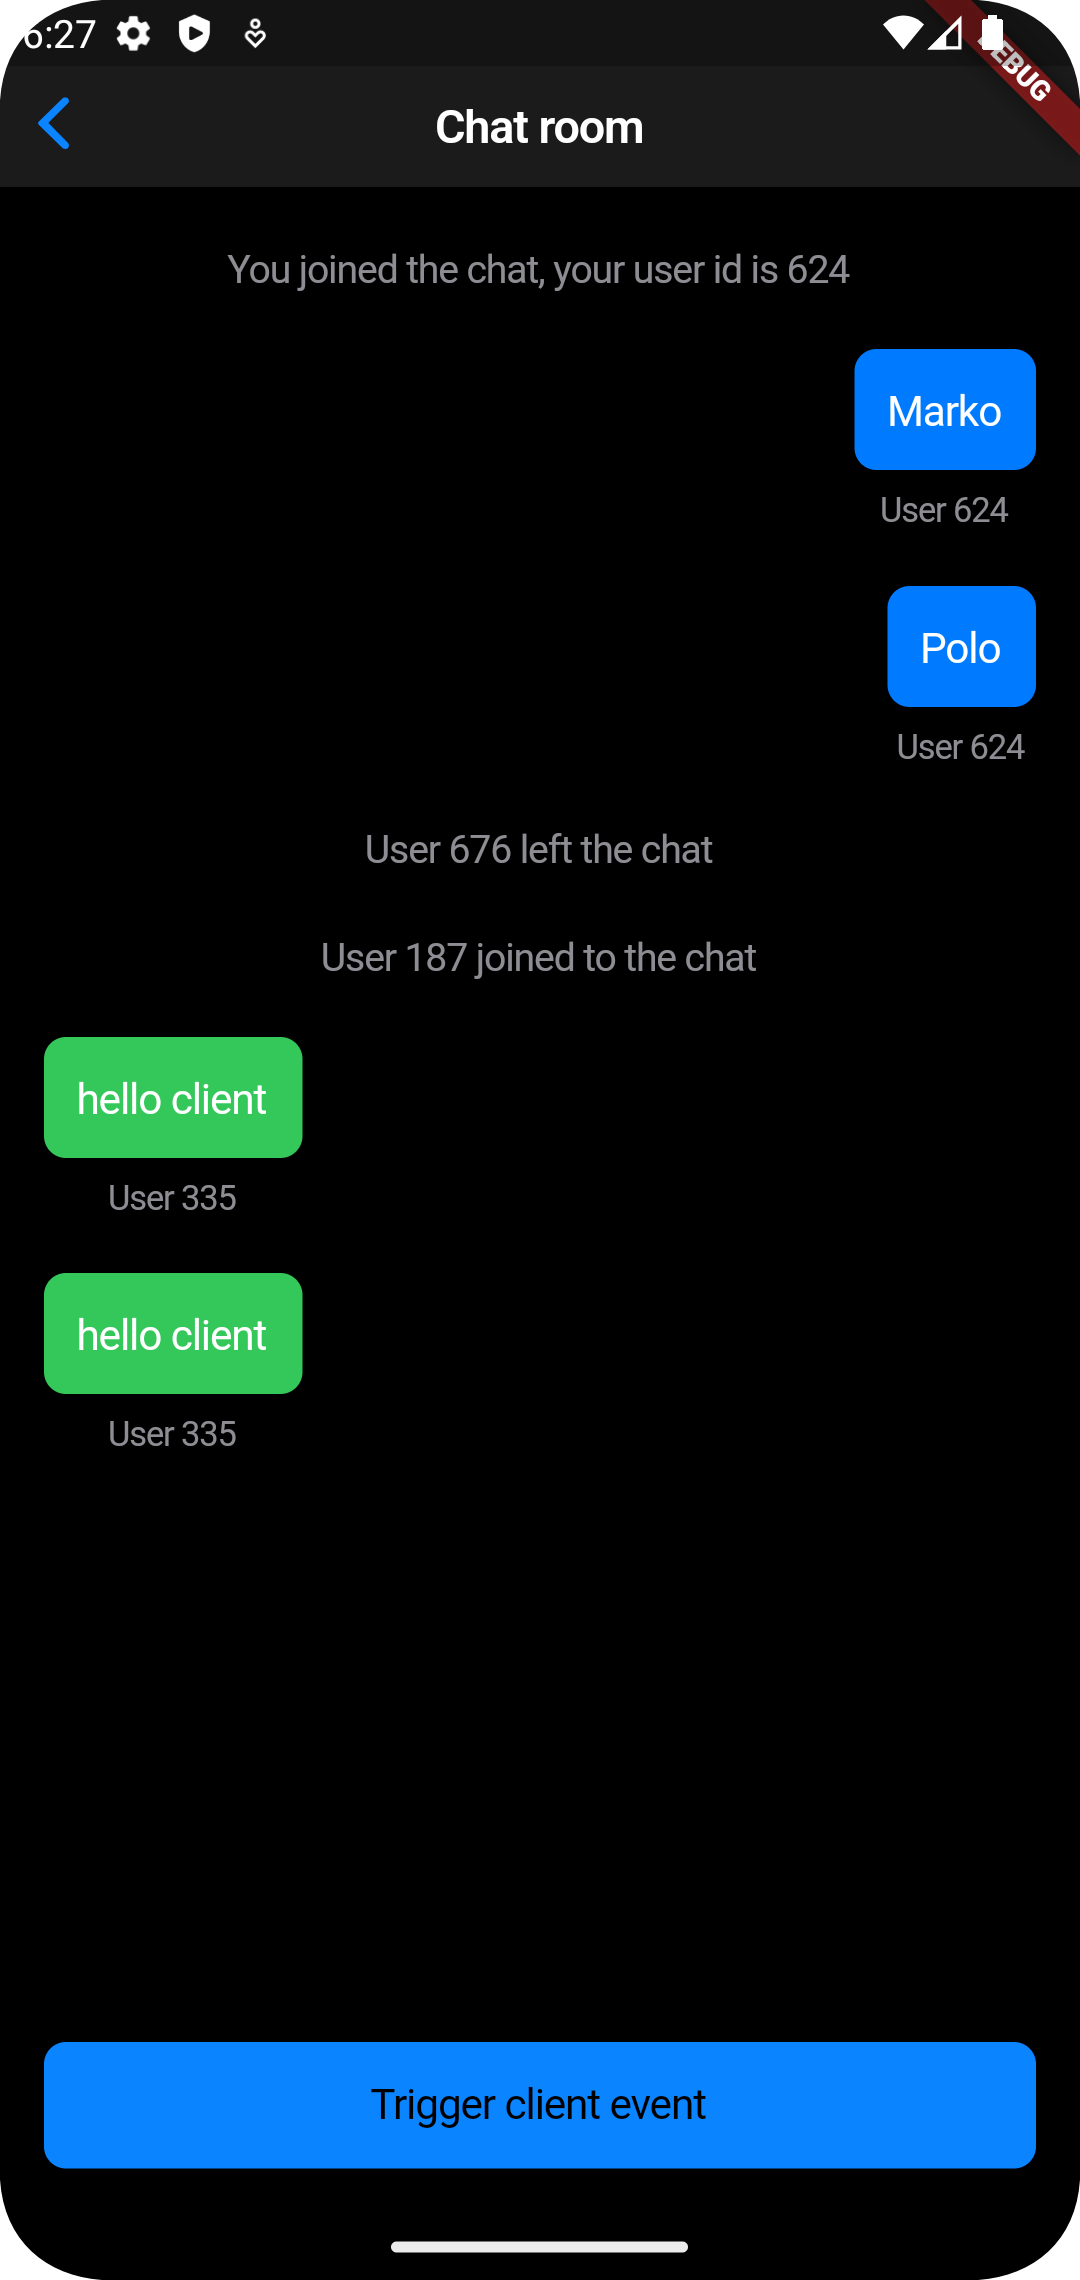 6:27
DEBUG
Chat room
You joined the chat, your user id is 624
Marko
User 624
Polo
User 624
User 676 left the chat
User 187 joined to the chat
hello client
User 335
hello client
User 335
Trigger client event